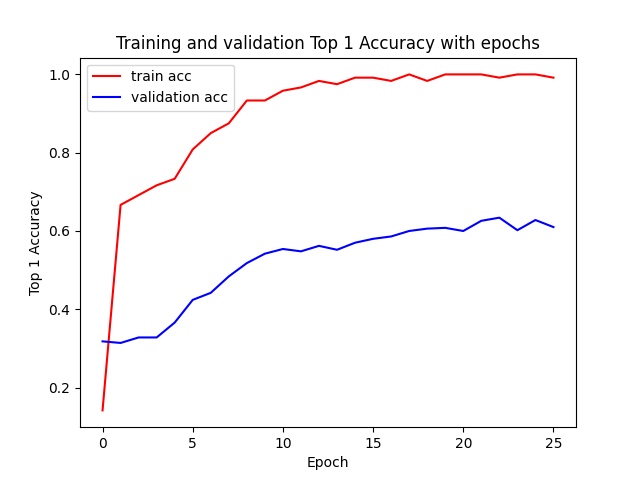 Training and validation Top 1 Accuracy with epochs
train acc
validation acc
1.0
0.8
0.6
0.4
0.2
Top 1 Accuracy
0 5 10 15 20 25
Epoch